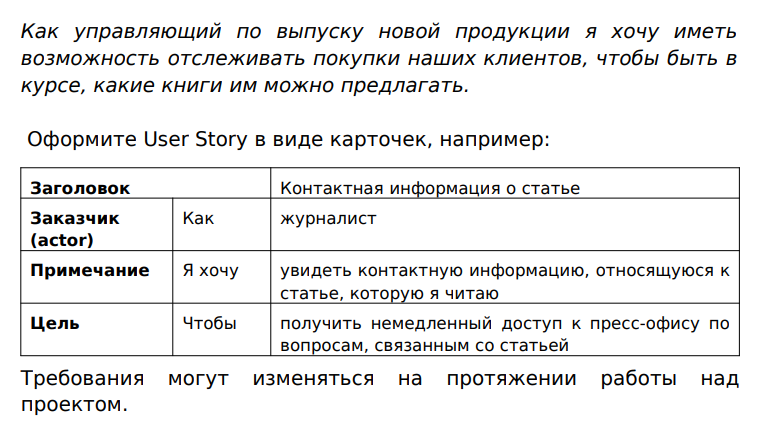 Как управляющий по выпуску новой продукции я хочу иметь
возможность отслеживать покупки наших клиентов, чтобы быть в
курсе, какие книги им можно предлагать.
Оформите User Story в виде карточек, например:
Заголовок Контактная информация о статье
Заказчик Как журналист
(actor)
Примечание Я хочу увидеть контактную информацию, относящуюся к
статье, которую я читаю
Цель Чтобы получить немедленный доступ к пресс-офису по
вопросам, связанным со статьей
Требования могут изменяться на протяжении работы над
проектом.